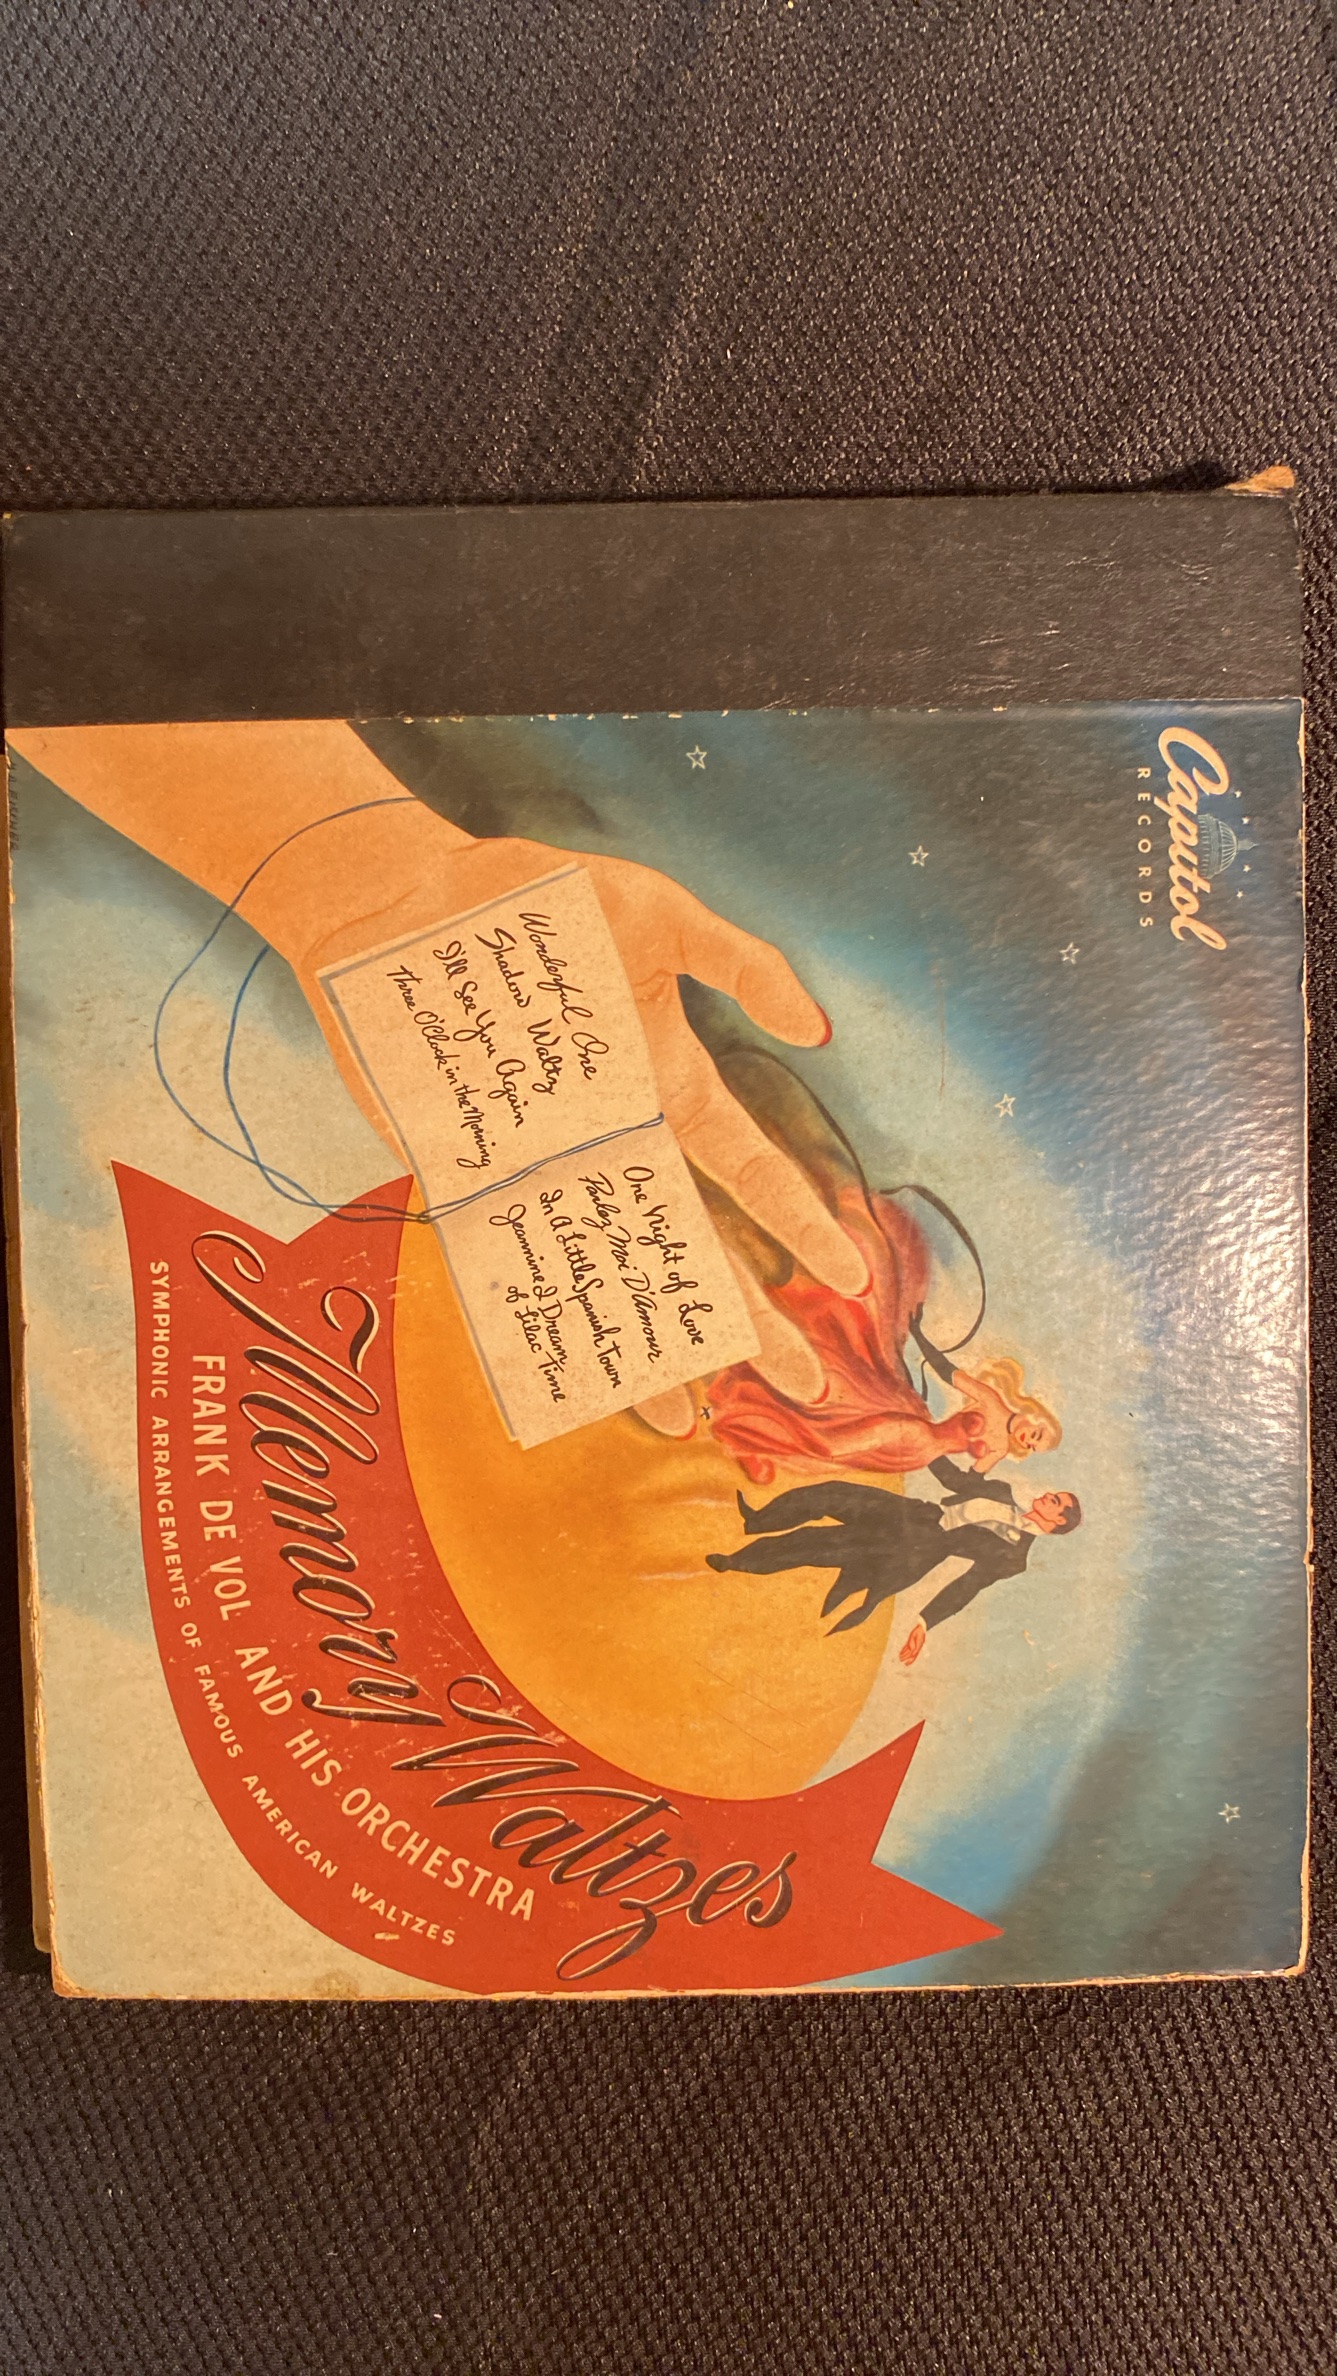 Capitol
RECORDS
Wonderful One
Shadow Waltz
I'll See You Again
Three O'Clock in the Morning
One Night of Love
Parlez Moi D'Amour
In A Little Spanish Town
Jeannine I Dream
of Lilac Time
Memory Waltzes
FRANK DE VOL AND HIS ORCHESTRA
SYMPHONIC ARRANGEMENTS OF FAMOUS AMERICAN WALTZES